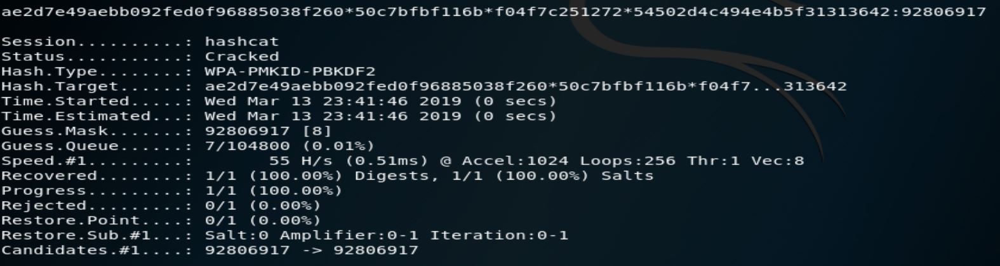 ae2d7e49aebb092fed0f96885038f260*50c7bfbf116b*f04f7c251272*54502d4c494e4b5f31313642:92806917
Session..........: hashcat
Status...........: Cracked
Hash.Type........: WPA-PMKID-PBKDF2
Hash.Target......: ae2d7e49aebb092fed0f96885038f260*50c7bfbf116b*f04f7...313642
Time.Started.....: Wed Mar 13 23:41:46 2019 (0 secs)
Time.Estimated...: Wed Mar 13 23:41:46 2019 (0 secs)
Guess.Mask.......: 92806917 [8]
Guess.Queue......: 7/104800 (0.01%)
Speed.#1.........:       55 H/s (0.51ms) @ Accel:1024 Loops:256 Thr:1 Vec:8
Recovered........: 1/1 (100.00%) Digests, 1/1 (100.00%) Salts
Progress.........: 1/1 (100.00%)
Rejected.........: 0/1 (0.00%)
Restore.Point....: 0/1 (0.00%)
Restore.Sub.#1...: Salt:0 Amplifier:0-1 Iteration:0-1
Candidates.#1....: 92806917 -> 92806917